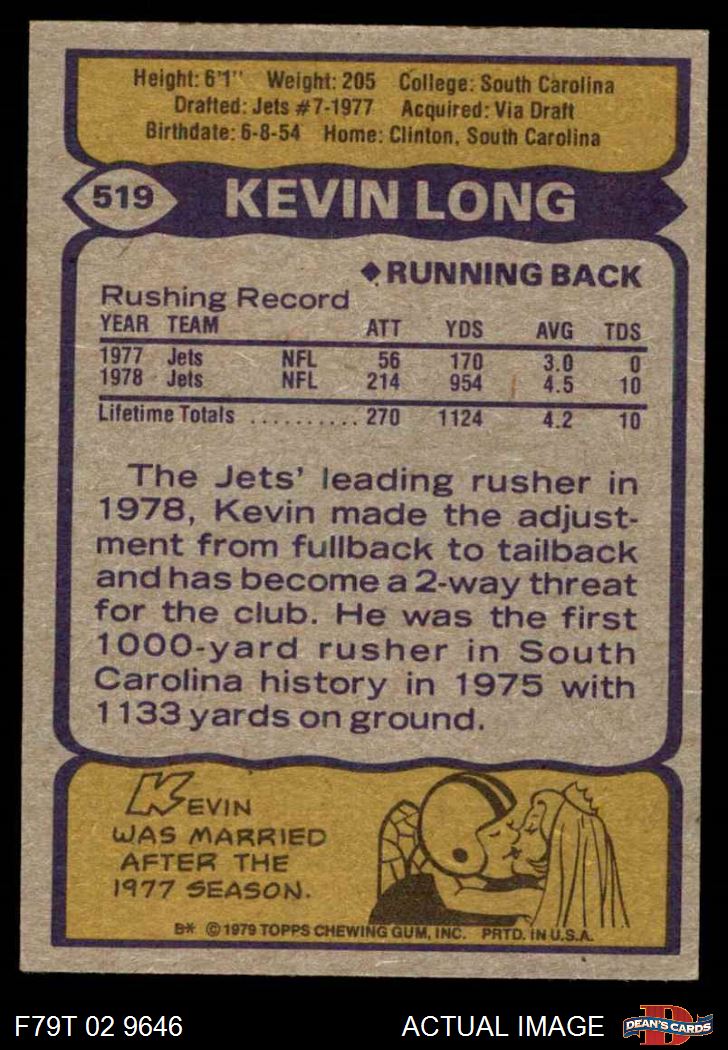 Height: 6'1" Weight: 205 College: South Carolina
Drafted: Jets #7-1977 Acquired: Via Draft
Birthdate: 6-8-54 Home: Clinton, South Carolina
519 KEVIN LONG
◆ RUNNING BACK
Rushing Record
YEAR TEAM ATT YDS AVG TDS
1977 Jets NFL 56 170 3.0 0
1978 Jets NFL 214 954 4.5 10
Lifetime Totals .......... 270 1124 4.2 10
The Jets' leading rusher in
1978, Kevin made the adjust-
ment from fullback to tailback
and has become a 2-way threat
for the club. He was the first
1000-yard rusher in South
Carolina history in 1975 with
1133 yards on ground.
KEVIN
WAS MARRIED
AFTER THE
1977 SEASON.
B* © 1979 TOPPS CHEWING GUM, INC. PRTD. IN U.S.A.
F79T 02 9646 ACTUAL IMAGE D DEAN'S CARDS